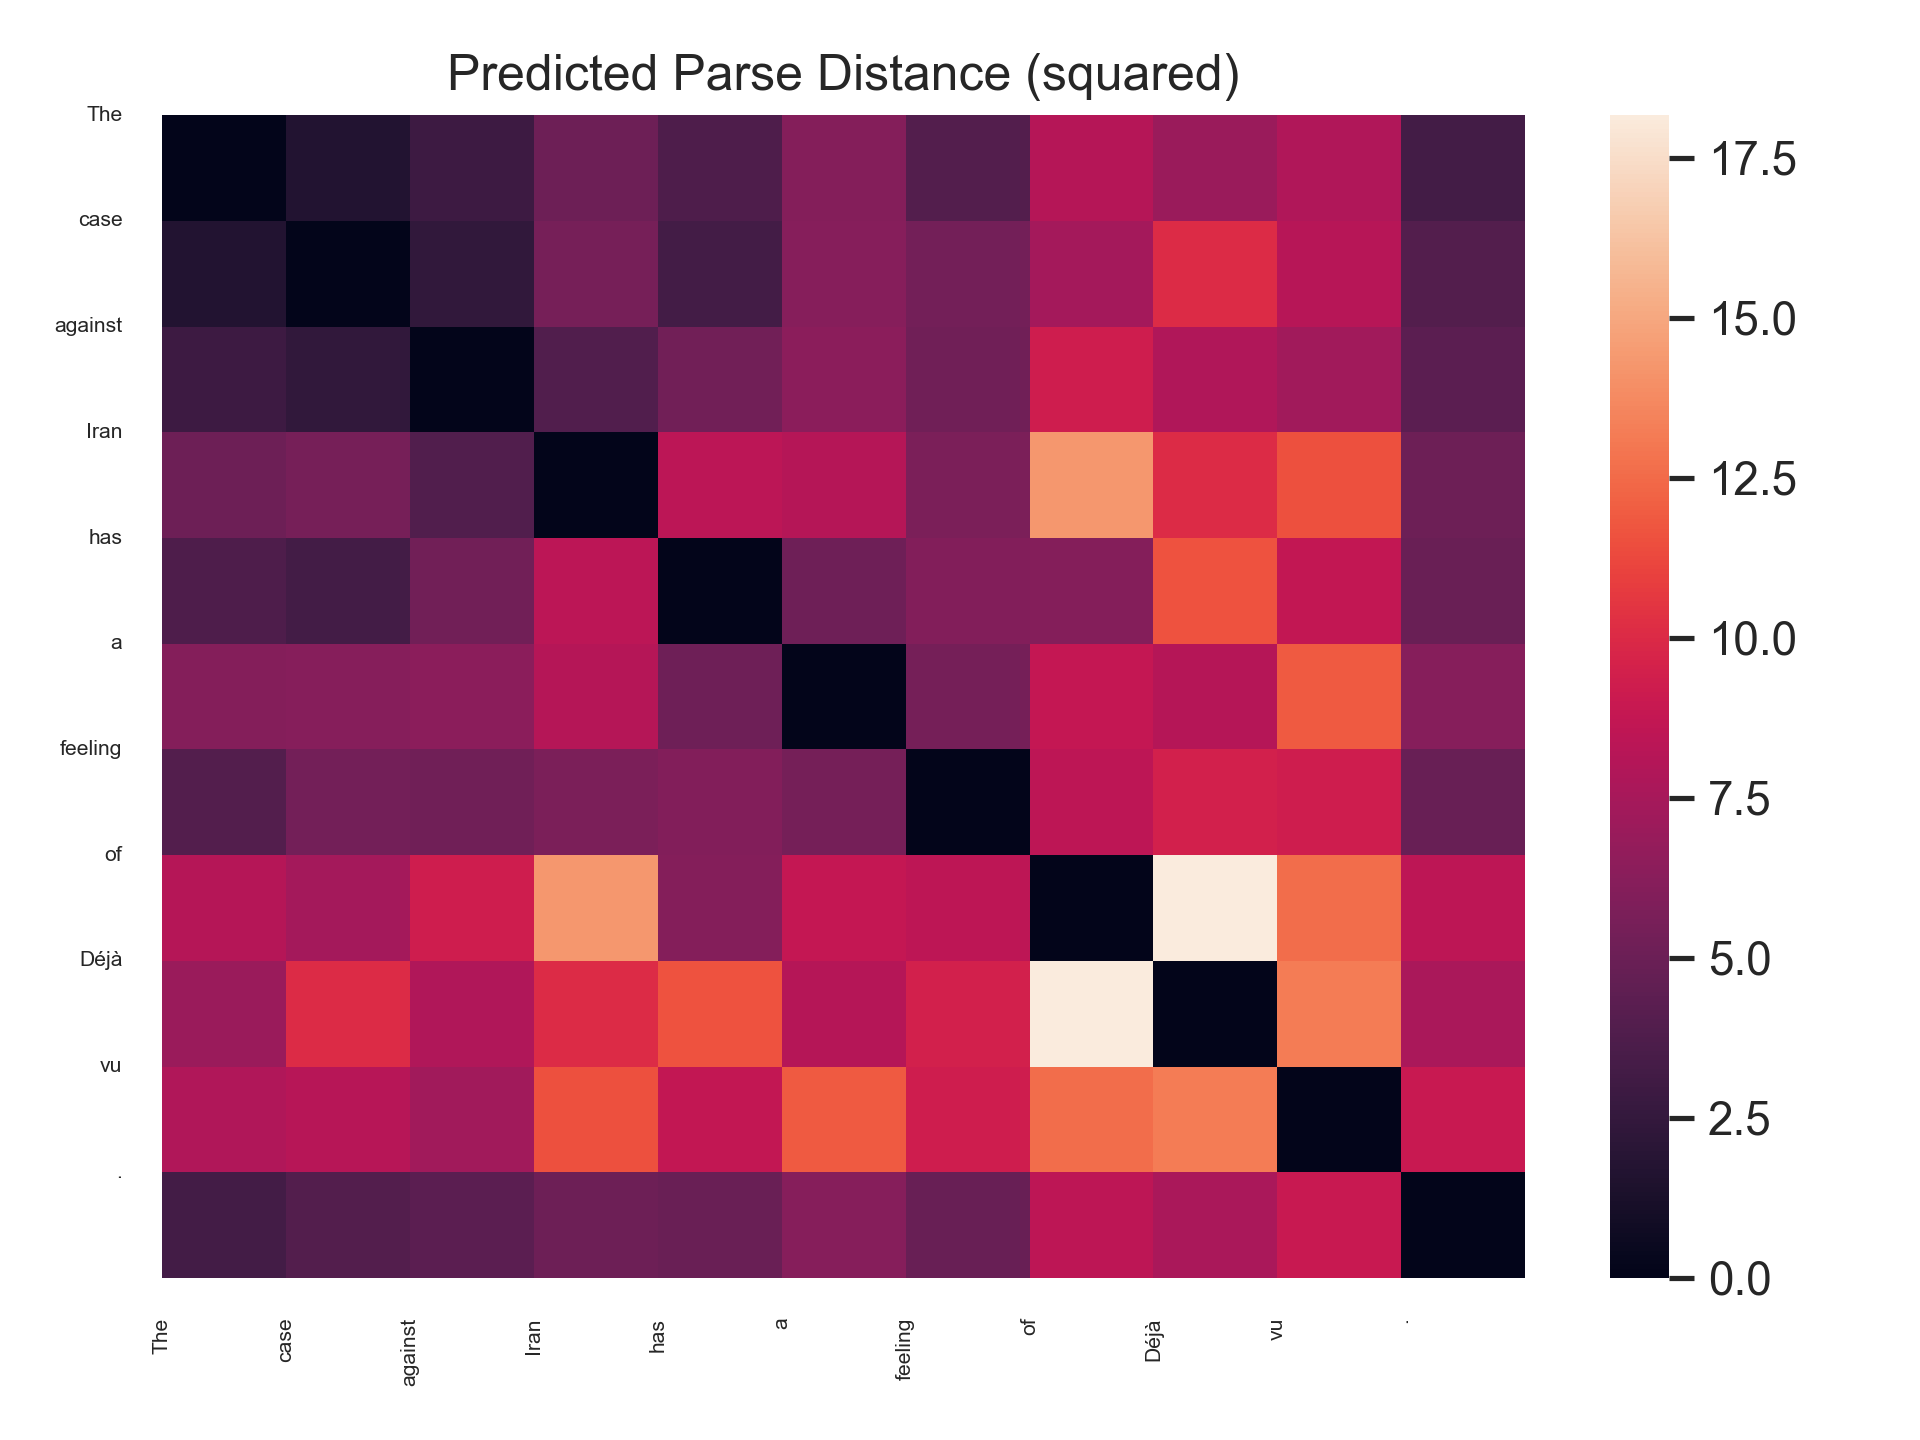 Predicted Parse Distance (squared)
The
case
against
Iran
has
a
feeling
of
Déjà
vu
.
17.5
15.0
12.5
10.0
7.5
5.0
2.5
0.0
The
case
against
Iran
has
a
feeling
of
Déjà
vu
.